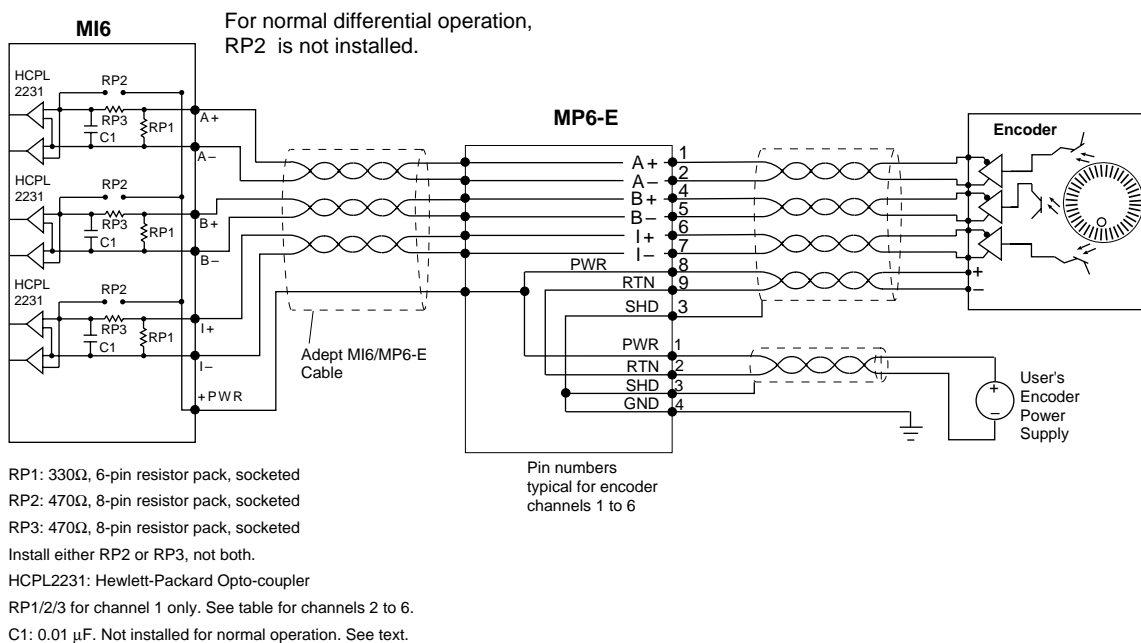 For normal differential operation,
RP2 is not installed.
MI6
HCPL
2231
RP2
RP3
C1
RP1
A+
A−
HCPL
2231
RP2
RP3
C1
RP1
B+
B−
HCPL
2231
RP2
RP3
C1
RP1
I+
I−
+PWR
Adept MI6/MP6-E
Cable
MP6-E
A+ 1
A− 2
B+ 4
B− 5
I+ 6
I− 7
PWR 8
RTN 9
SHD 3
PWR 1
RTN 2
SHD 3
GND 4
Pin numbers
typical for encoder
channels 1 to 6
Encoder
+
−
+
−
User's
Encoder
Power
Supply
RP1: 330Ω, 6-pin resistor pack, socketed
RP2: 470Ω, 8-pin resistor pack, socketed
RP3: 470Ω, 8-pin resistor pack, socketed
Install either RP2 or RP3, not both.
HCPL2231: Hewlett-Packard Opto-coupler
RP1/2/3 for channel 1 only. See table for channels 2 to 6.
C1: 0.01 μF. Not installed for normal operation. See text.